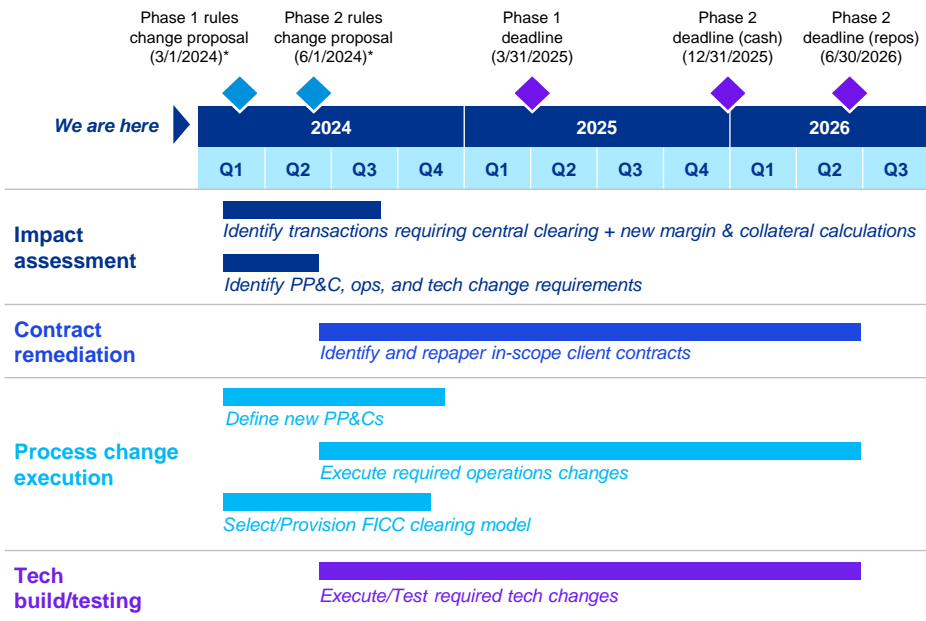 Phase 1 rules
change proposal
(3/1/2024)*
Phase 2 rules
change proposal
(6/1/2024)*
Phase 1
deadline
(3/31/2025)
Phase 2
deadline (cash)
(12/31/2025)
Phase 2
deadline (repos)
(6/30/2026)
We are here
2024 2025 2026
Q1 Q2 Q3 Q4 Q1 Q2 Q3 Q4 Q1 Q2 Q3
Impact
assessment
Identify transactions requiring central clearing + new margin & collateral calculations
Identify PP&C, ops, and tech change requirements
Contract
remediation
Identify and repaper in-scope client contracts
Process change
execution
Define new PP&Cs
Execute required operations changes
Select/Provision FICC clearing model
Tech
build/testing
Execute/Test required tech changes